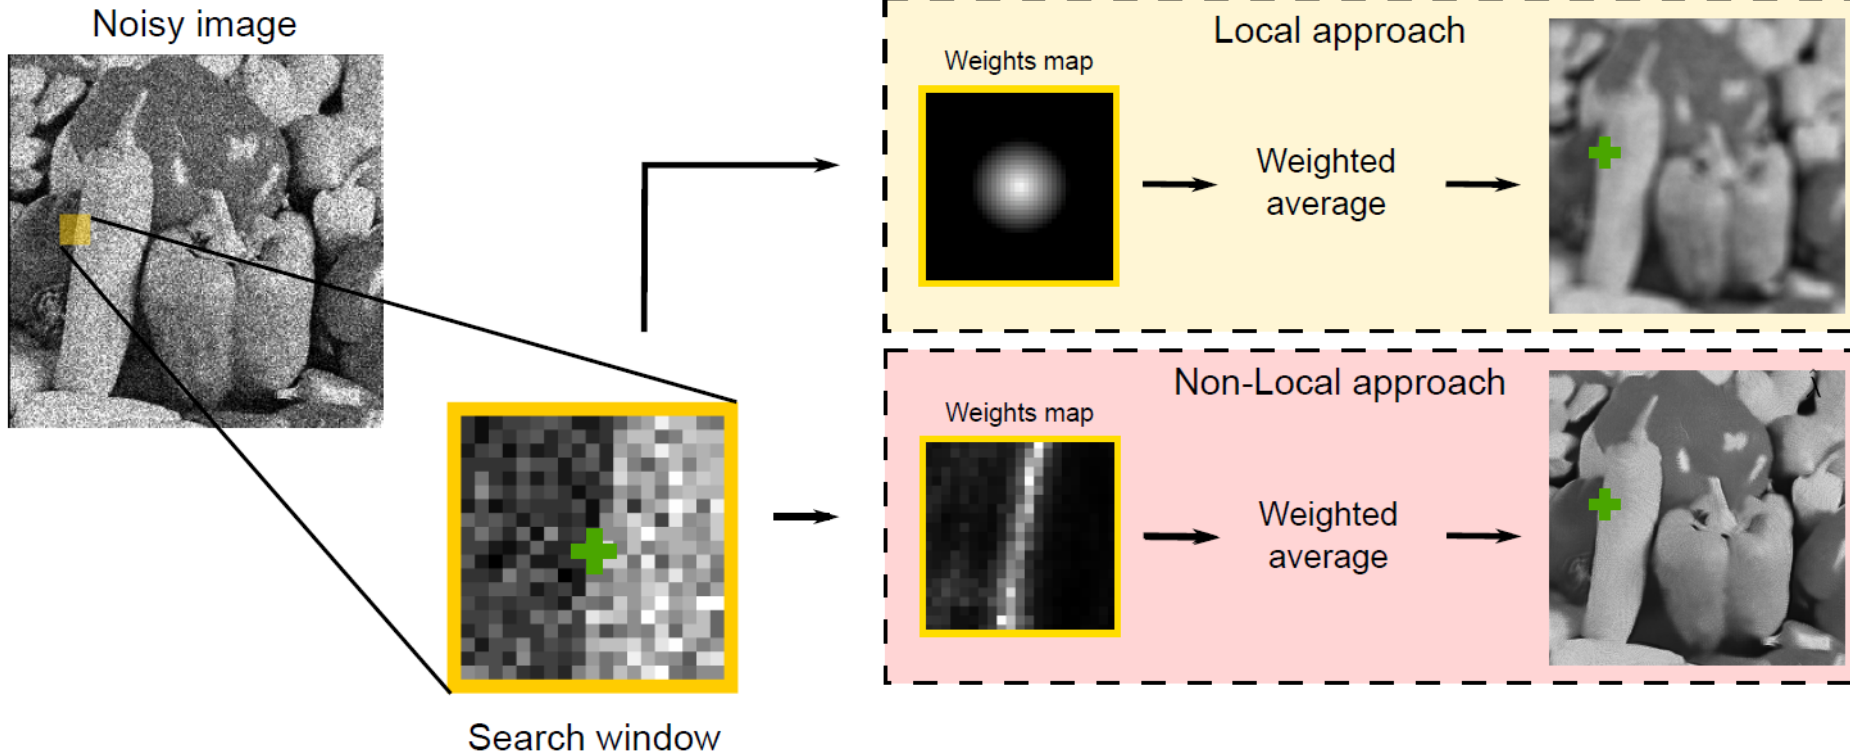 Noisy image
Search window
Local approach
Weights map
Weighted
average
Non-Local approach
Weights map
Weighted
average